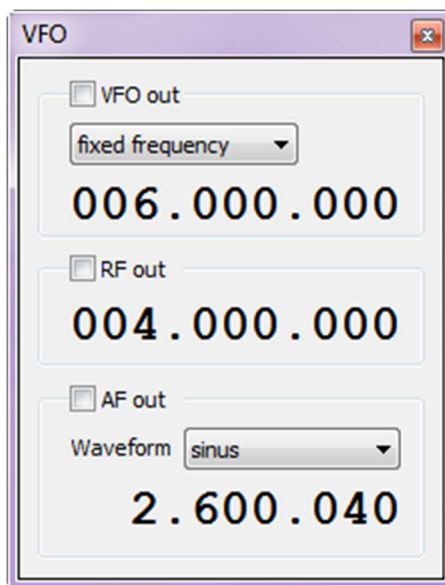 VFO
VFO out
fixed frequency
006.000.000
RF out
004.000.000
AF out
Waveform sinus
2.600.040